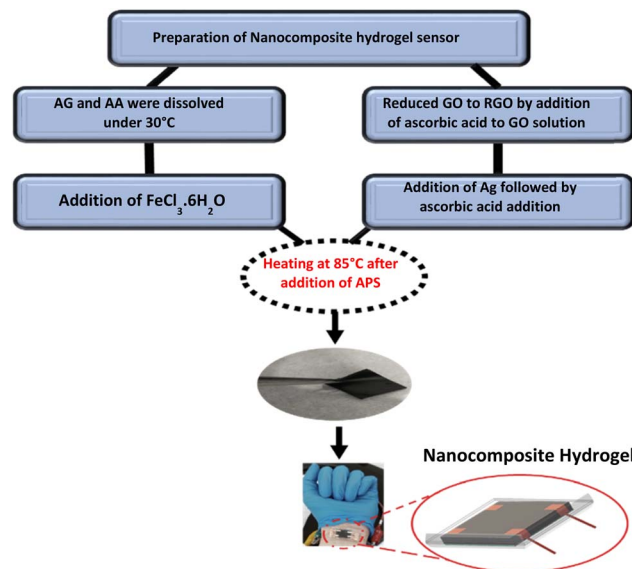 Preparation of Nanocomposite hydrogel sensor
AG and AA were dissolved
under 30°C
Reduced GO to RGO by addition
of ascorbic acid to GO solution
Addition of FeCl₃.6H₂O
Addition of Ag followed by
ascorbic acid addition
Heating at 85°C after
addition of APS
Nanocomposite Hydrogel